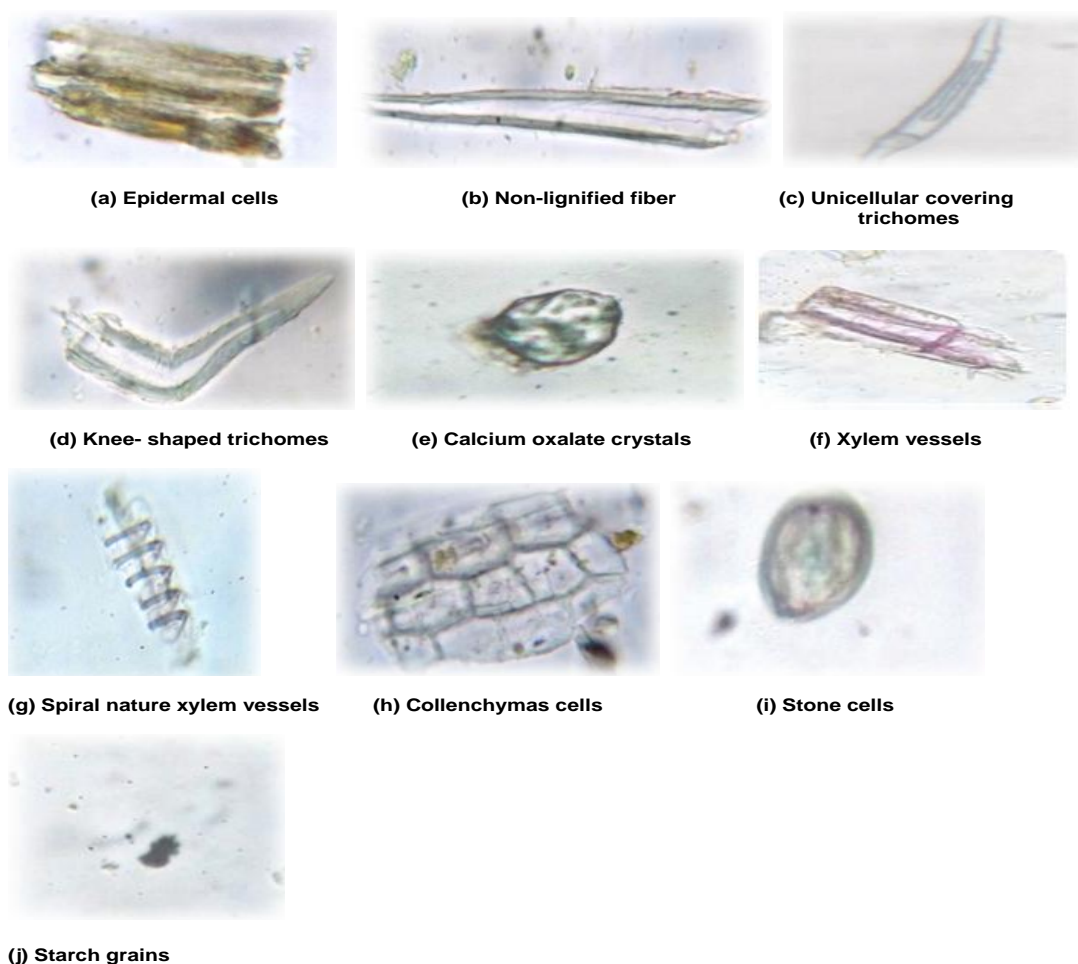 (a) Epidermal cells
(b) Non-lignified fiber
(c) Unicellular covering
trichomes
(d) Knee- shaped trichomes
(e) Calcium oxalate crystals
(f) Xylem vessels
(g) Spiral nature xylem vessels
(h) Collenchymas cells
(i) Stone cells
(j) Starch grains